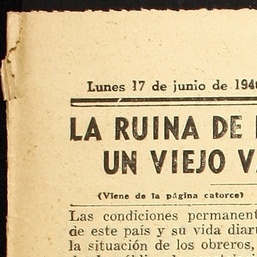 Lunes 17 de junio de 194
LA RUINA DE
UN VIEJO
(Viene de la página catorce)
Las condiciones permanent
de este país y su vida diar
la situación de los obreros,